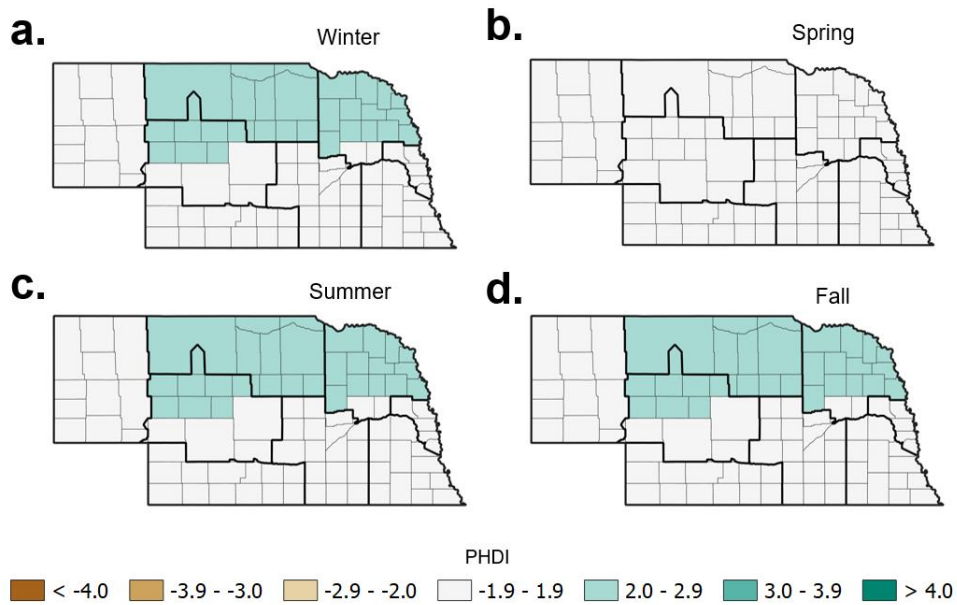 a.
Winter
b.
Spring
c.
Summer
d.
Fall
PHDI
< -4.0 -3.9 - -3.0 -2.9 - -2.0 -1.9 - 1.9 2.0 - 2.9 3.0 - 3.9 > 4.0